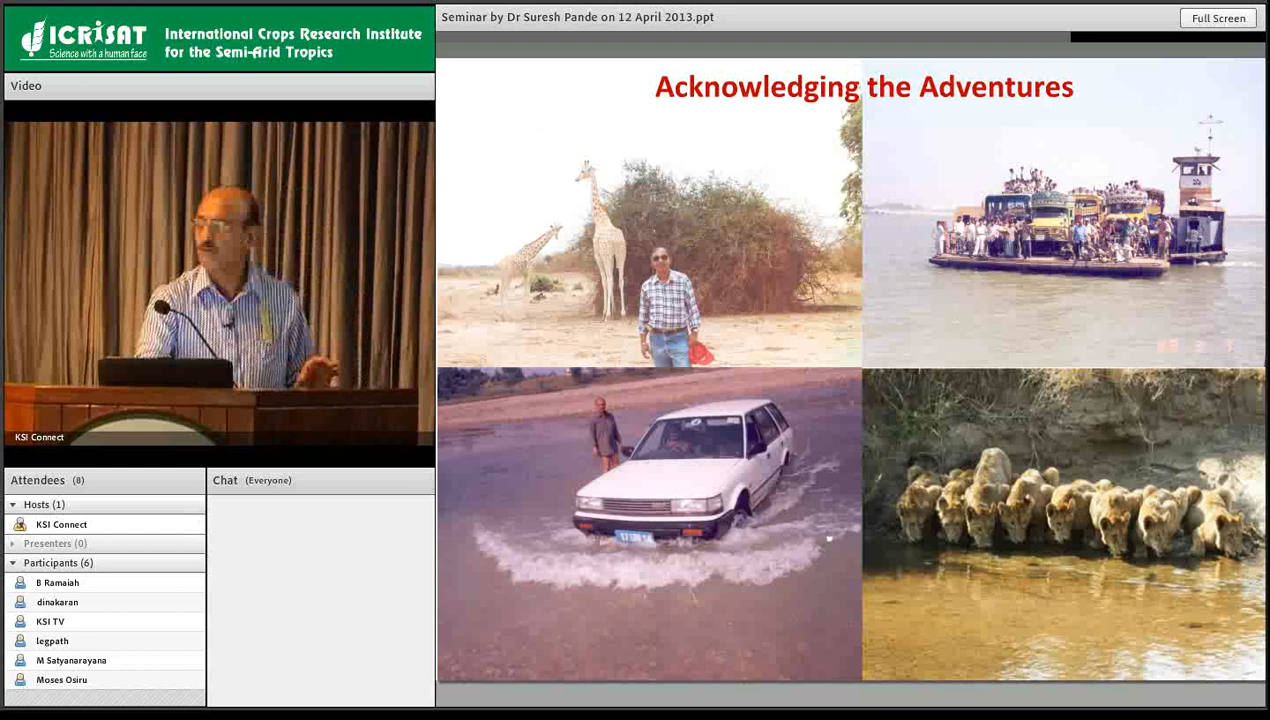 ICRISAT
Science with a human face
International Crops Research Institute
for the Semi-Arid Tropics
Video
KSI Connect
Attendees (8)
Hosts (1)
KSI Connect
Presenters (0)
Participants (6)
B Ramaiah
dinakaran
KSI TV
legpath
M Satyanarayana
Moses Osiru
Chat (Everyone)
Seminar by Dr Suresh Pande on 12 April 2013.ppt
Full Screen
Acknowledging the Adventures